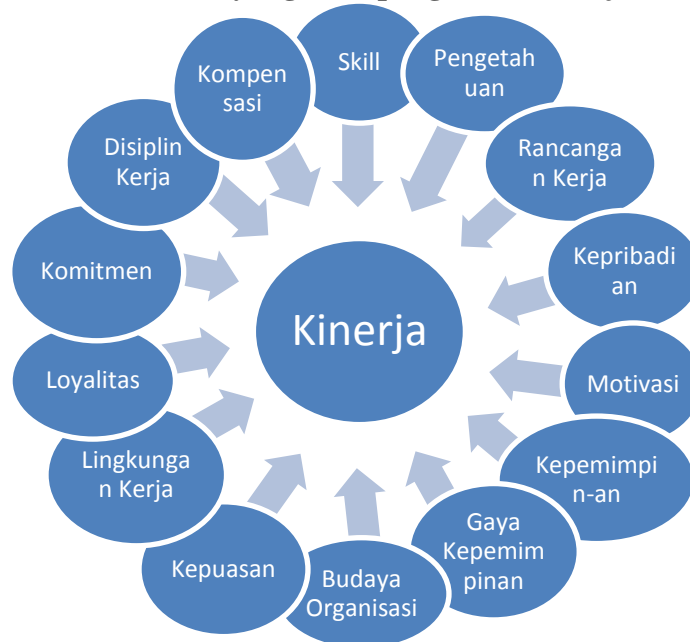 Skill
Pengetah
uan
Rancanga
n Kerja
Kepribadi
an
Motivasi
Kepemimpi
n-an
Gaya
Kepemim
pinan
Budaya
Organisasi
Kepuasan
Lingkunga
n Kerja
Loyalitas
Komitmen
Disiplin
Kerja
Kompen
sasi
Kinerja